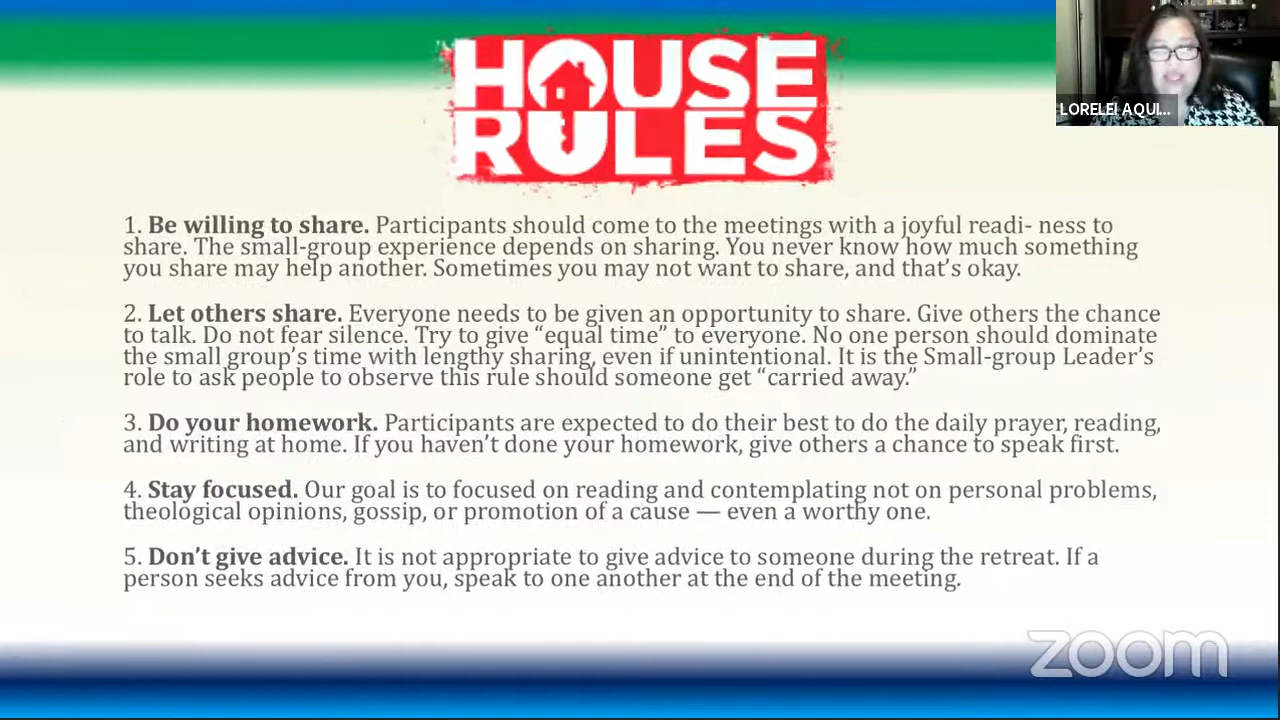 HOUSE
RULES
LORELEI AQUI...
1. Be willing to share. Participants should come to the meetings with a joyful readi- ness to
share. The small-group experience depends on sharing. You never know how much something
you share may help another. Sometimes you may not want to share, and that’s okay.
2. Let others share. Everyone needs to be given an opportunity to share. Give others the chance
to talk. Do not fear silence. Try to give “equal time” to everyone. No one person should dominate
the small group’s time with lengthy sharing, even if unintentional. It is the Small-group Leader’s
role to ask people to observe this rule should someone get “carried away.”
3. Do your homework. Participants are expected to do their best to do the daily prayer, reading,
and writing at home. If you haven’t done your homework, give others a chance to speak first.
4. Stay focused. Our goal is to focused on reading and contemplating not on personal problems,
theological opinions, gossip, or promotion of a cause — even a worthy one.
5. Don’t give advice. It is not appropriate to give advice to someone during the retreat. If a
person seeks advice from you, speak to one another at the end of the meeting.
zoom